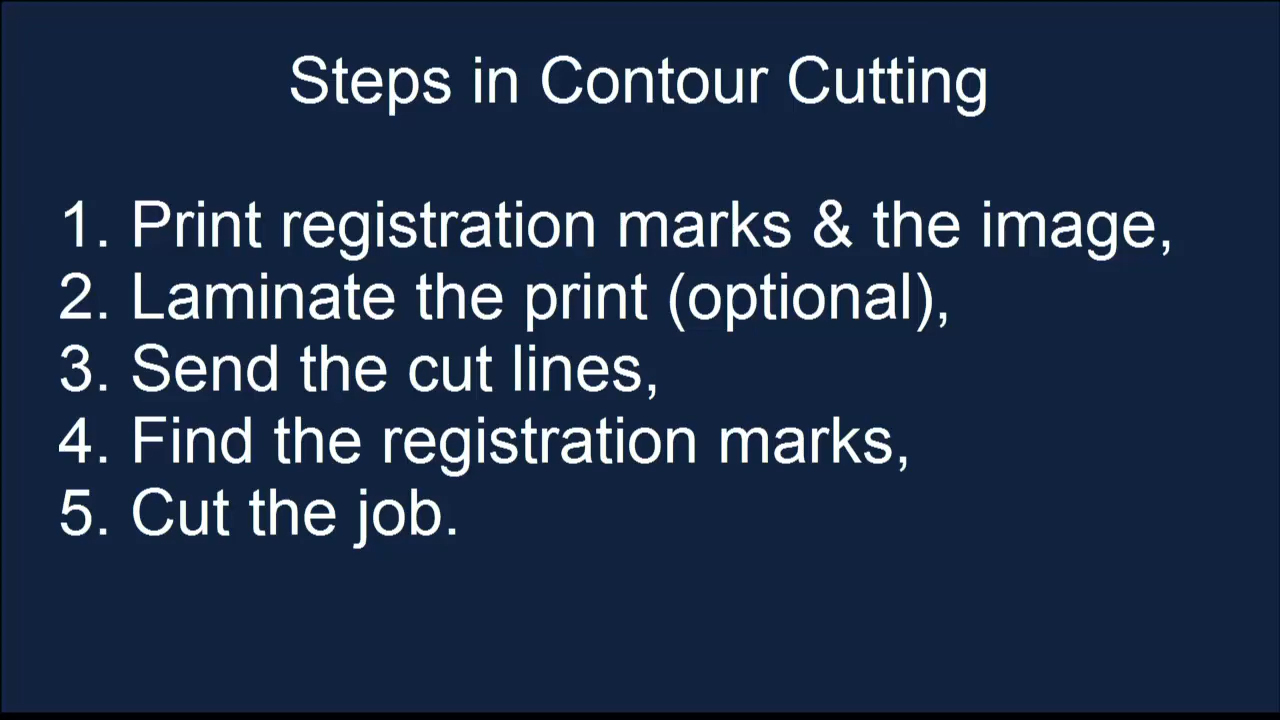 Steps in Contour Cutting
1. Print registration marks & the image,
2. Laminate the print (optional),
3. Send the cut lines,
4. Find the registration marks,
5. Cut the job.